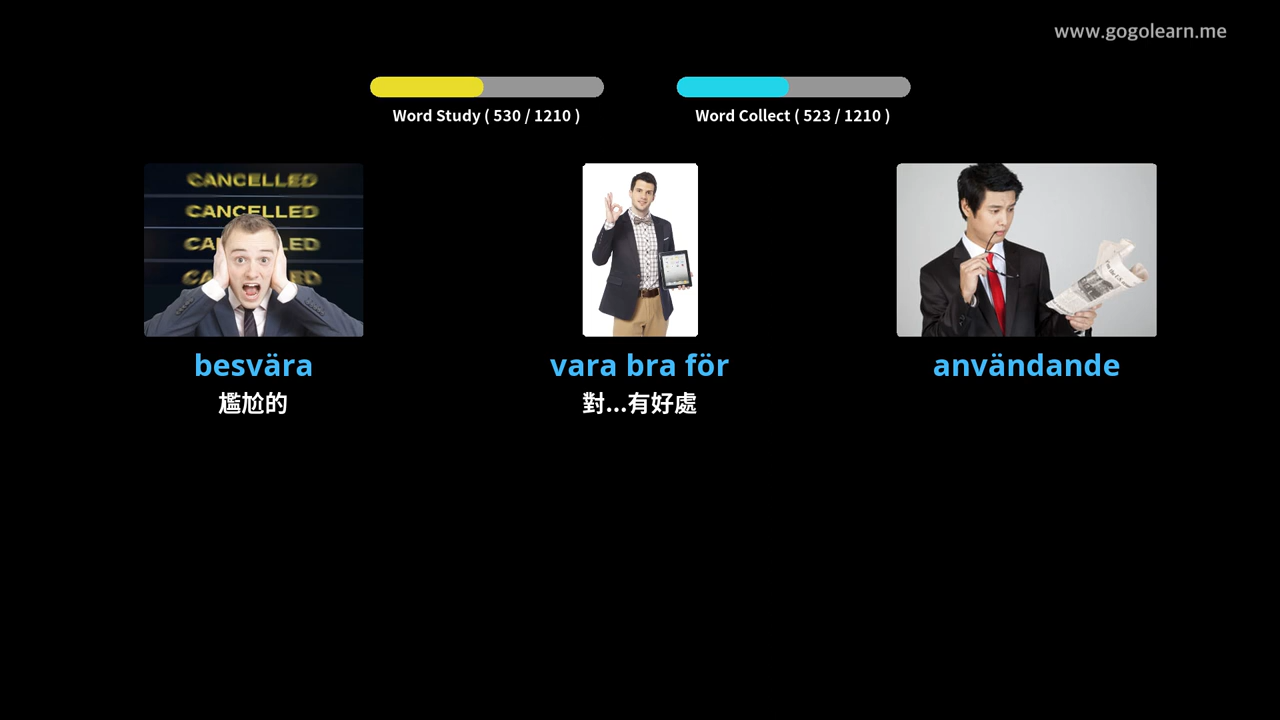 www.gogolearn.me
Word Study ( 530 / 1210 )
Word Collect ( 523 / 1210 )
CANCELLED
CANCELLED
besvära
vara bra för
användande
尷尬的
對...有好處